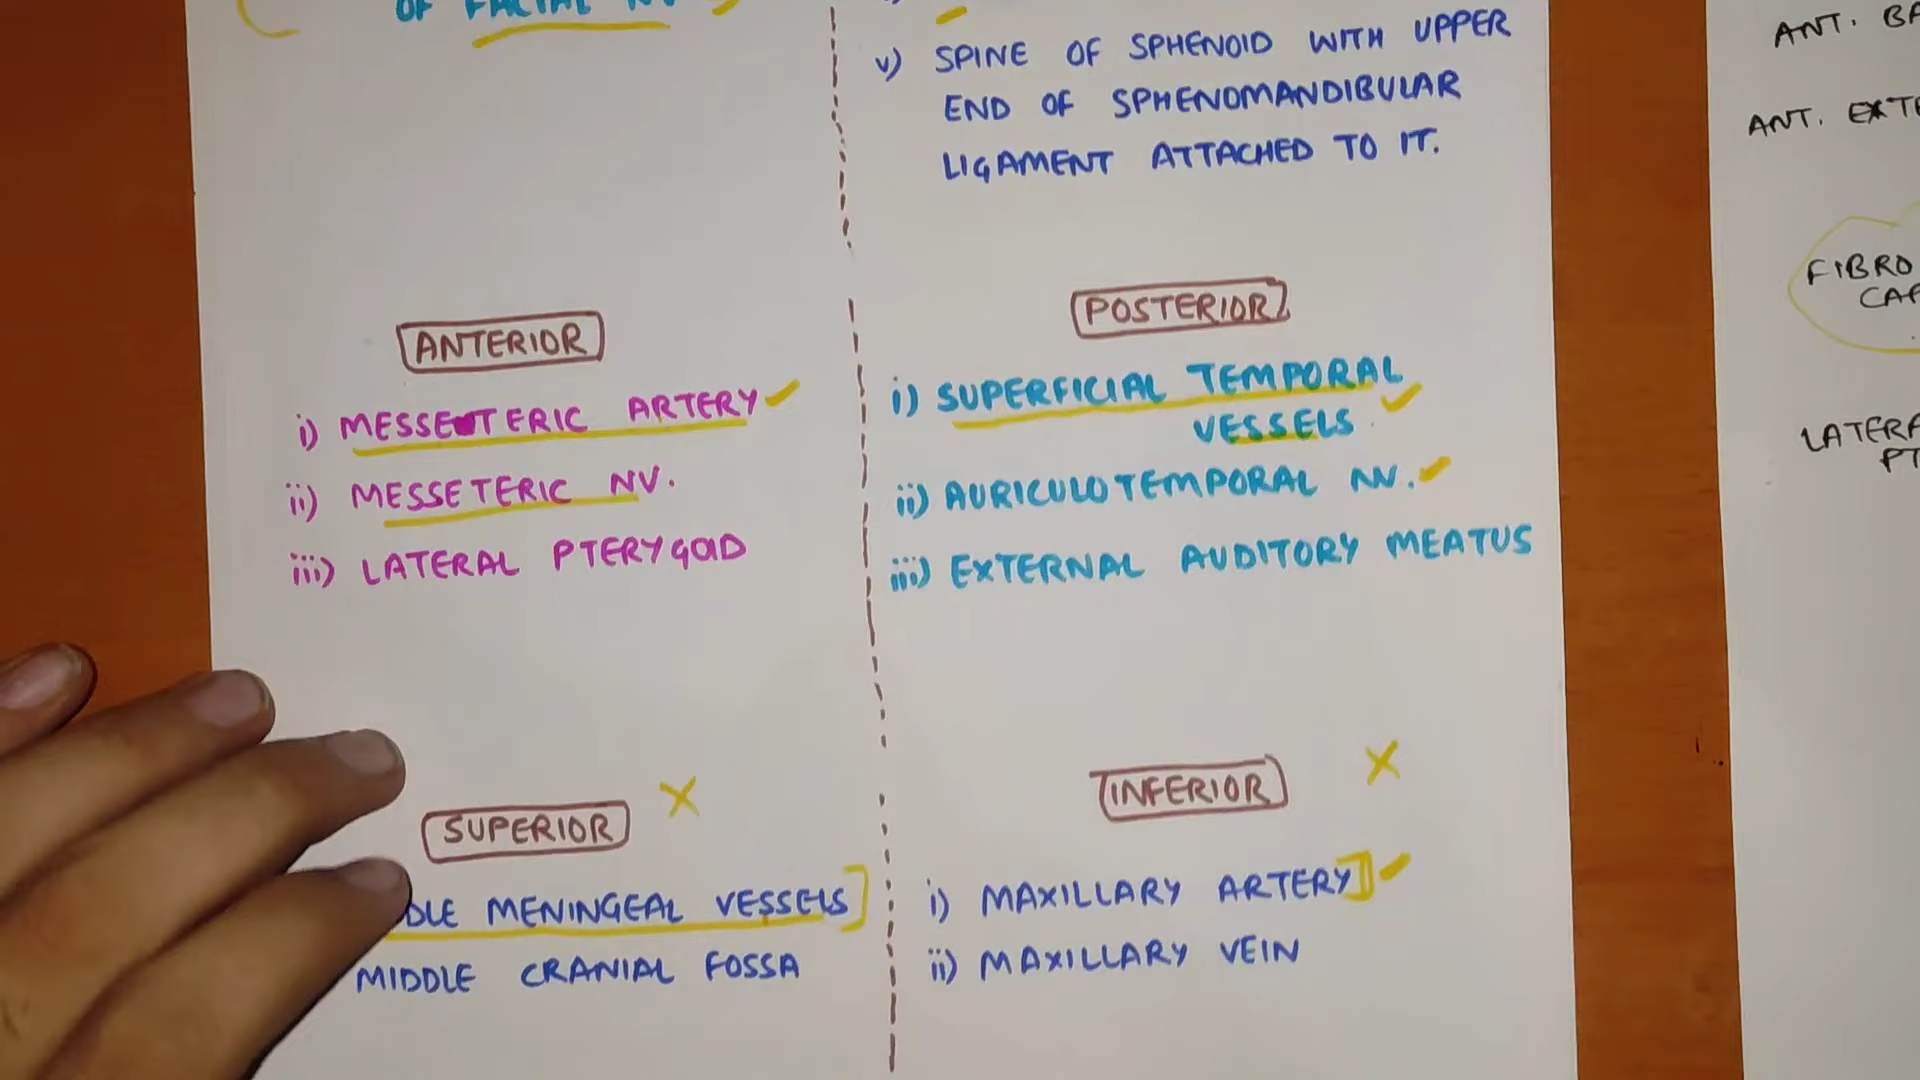 OF FACIAL NV.
v) SPINE OF SPHENOID WITH UPPER
END OF SPHENOMANDIBULAR
LIGAMENT ATTACHED TO IT.
ANTERIOR
i) MESSETERIC ARTERY
ii) MESSETERIC NV.
iii) LATERAL PTERYGOID
POSTERIOR
i) SUPERFICIAL TEMPORAL
VESSELS
ii) AURICULOTEMPORAL NV.
iii) EXTERNAL AUDITORY MEATUS
SUPERIOR
DLE MENINGEAL VESSELS
MIDDLE CRANIAL FOSSA
INFERIOR
i) MAXILLARY ARTERY
ii) MAXILLARY VEIN
ANT. BA
ANT. EXTE
FIBRO
CAP
LATERA
PT